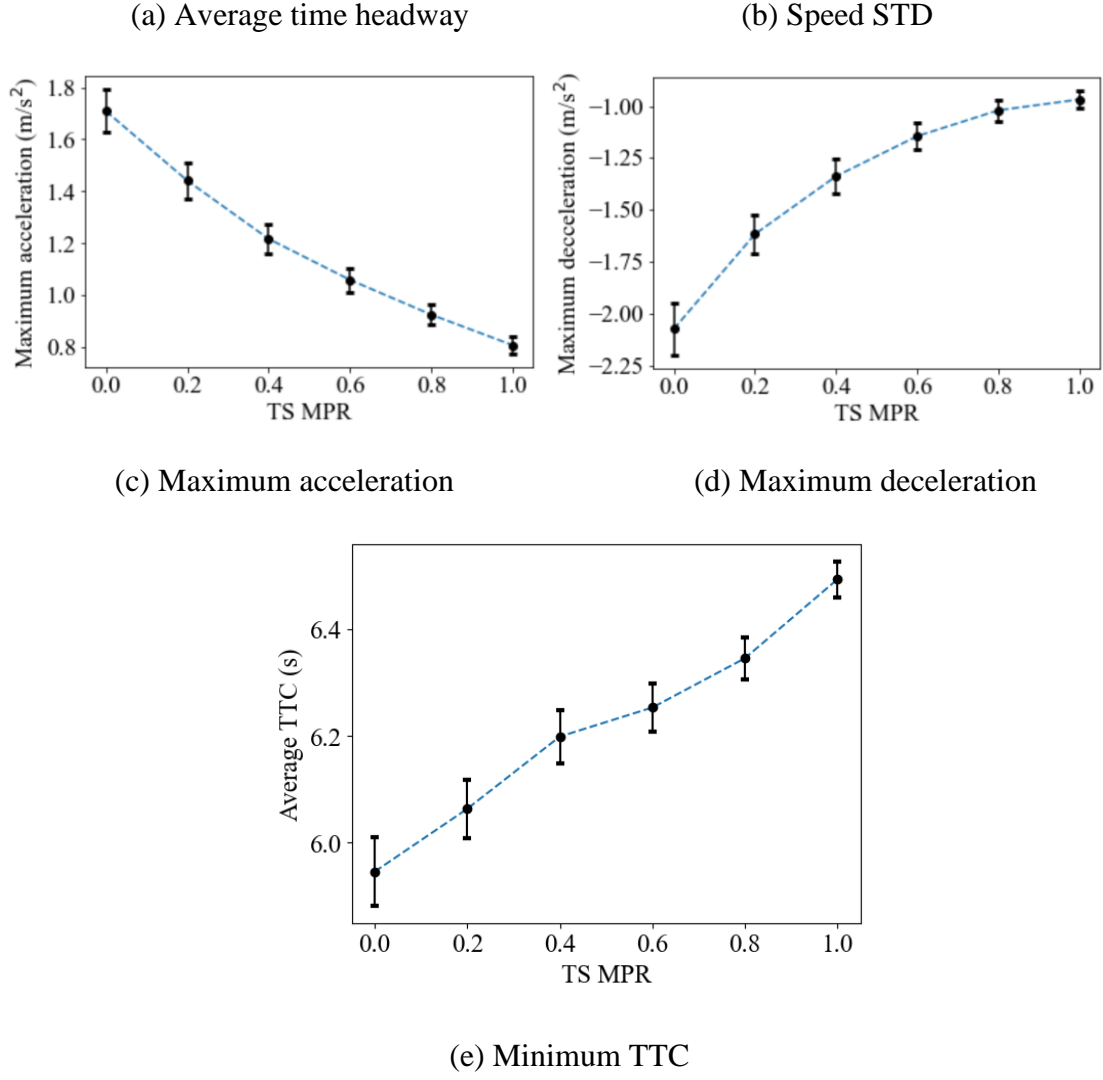 (a) Average time headway
(b) Speed STD
Maximum acceleration (m/s²)
1.8
1.6
1.4
1.2
1.0
0.8
0.0 0.2 0.4 0.6 0.8 1.0
TS MPR
Maximum decceleration (m/s²)
−1.00
−1.25
−1.50
−1.75
−2.00
−2.25
0.0 0.2 0.4 0.6 0.8 1.0
TS MPR
(c) Maximum acceleration
(d) Maximum deceleration
Average TTC (s)
6.4
6.2
6.0
0.0 0.2 0.4 0.6 0.8 1.0
TS MPR
(e) Minimum TTC